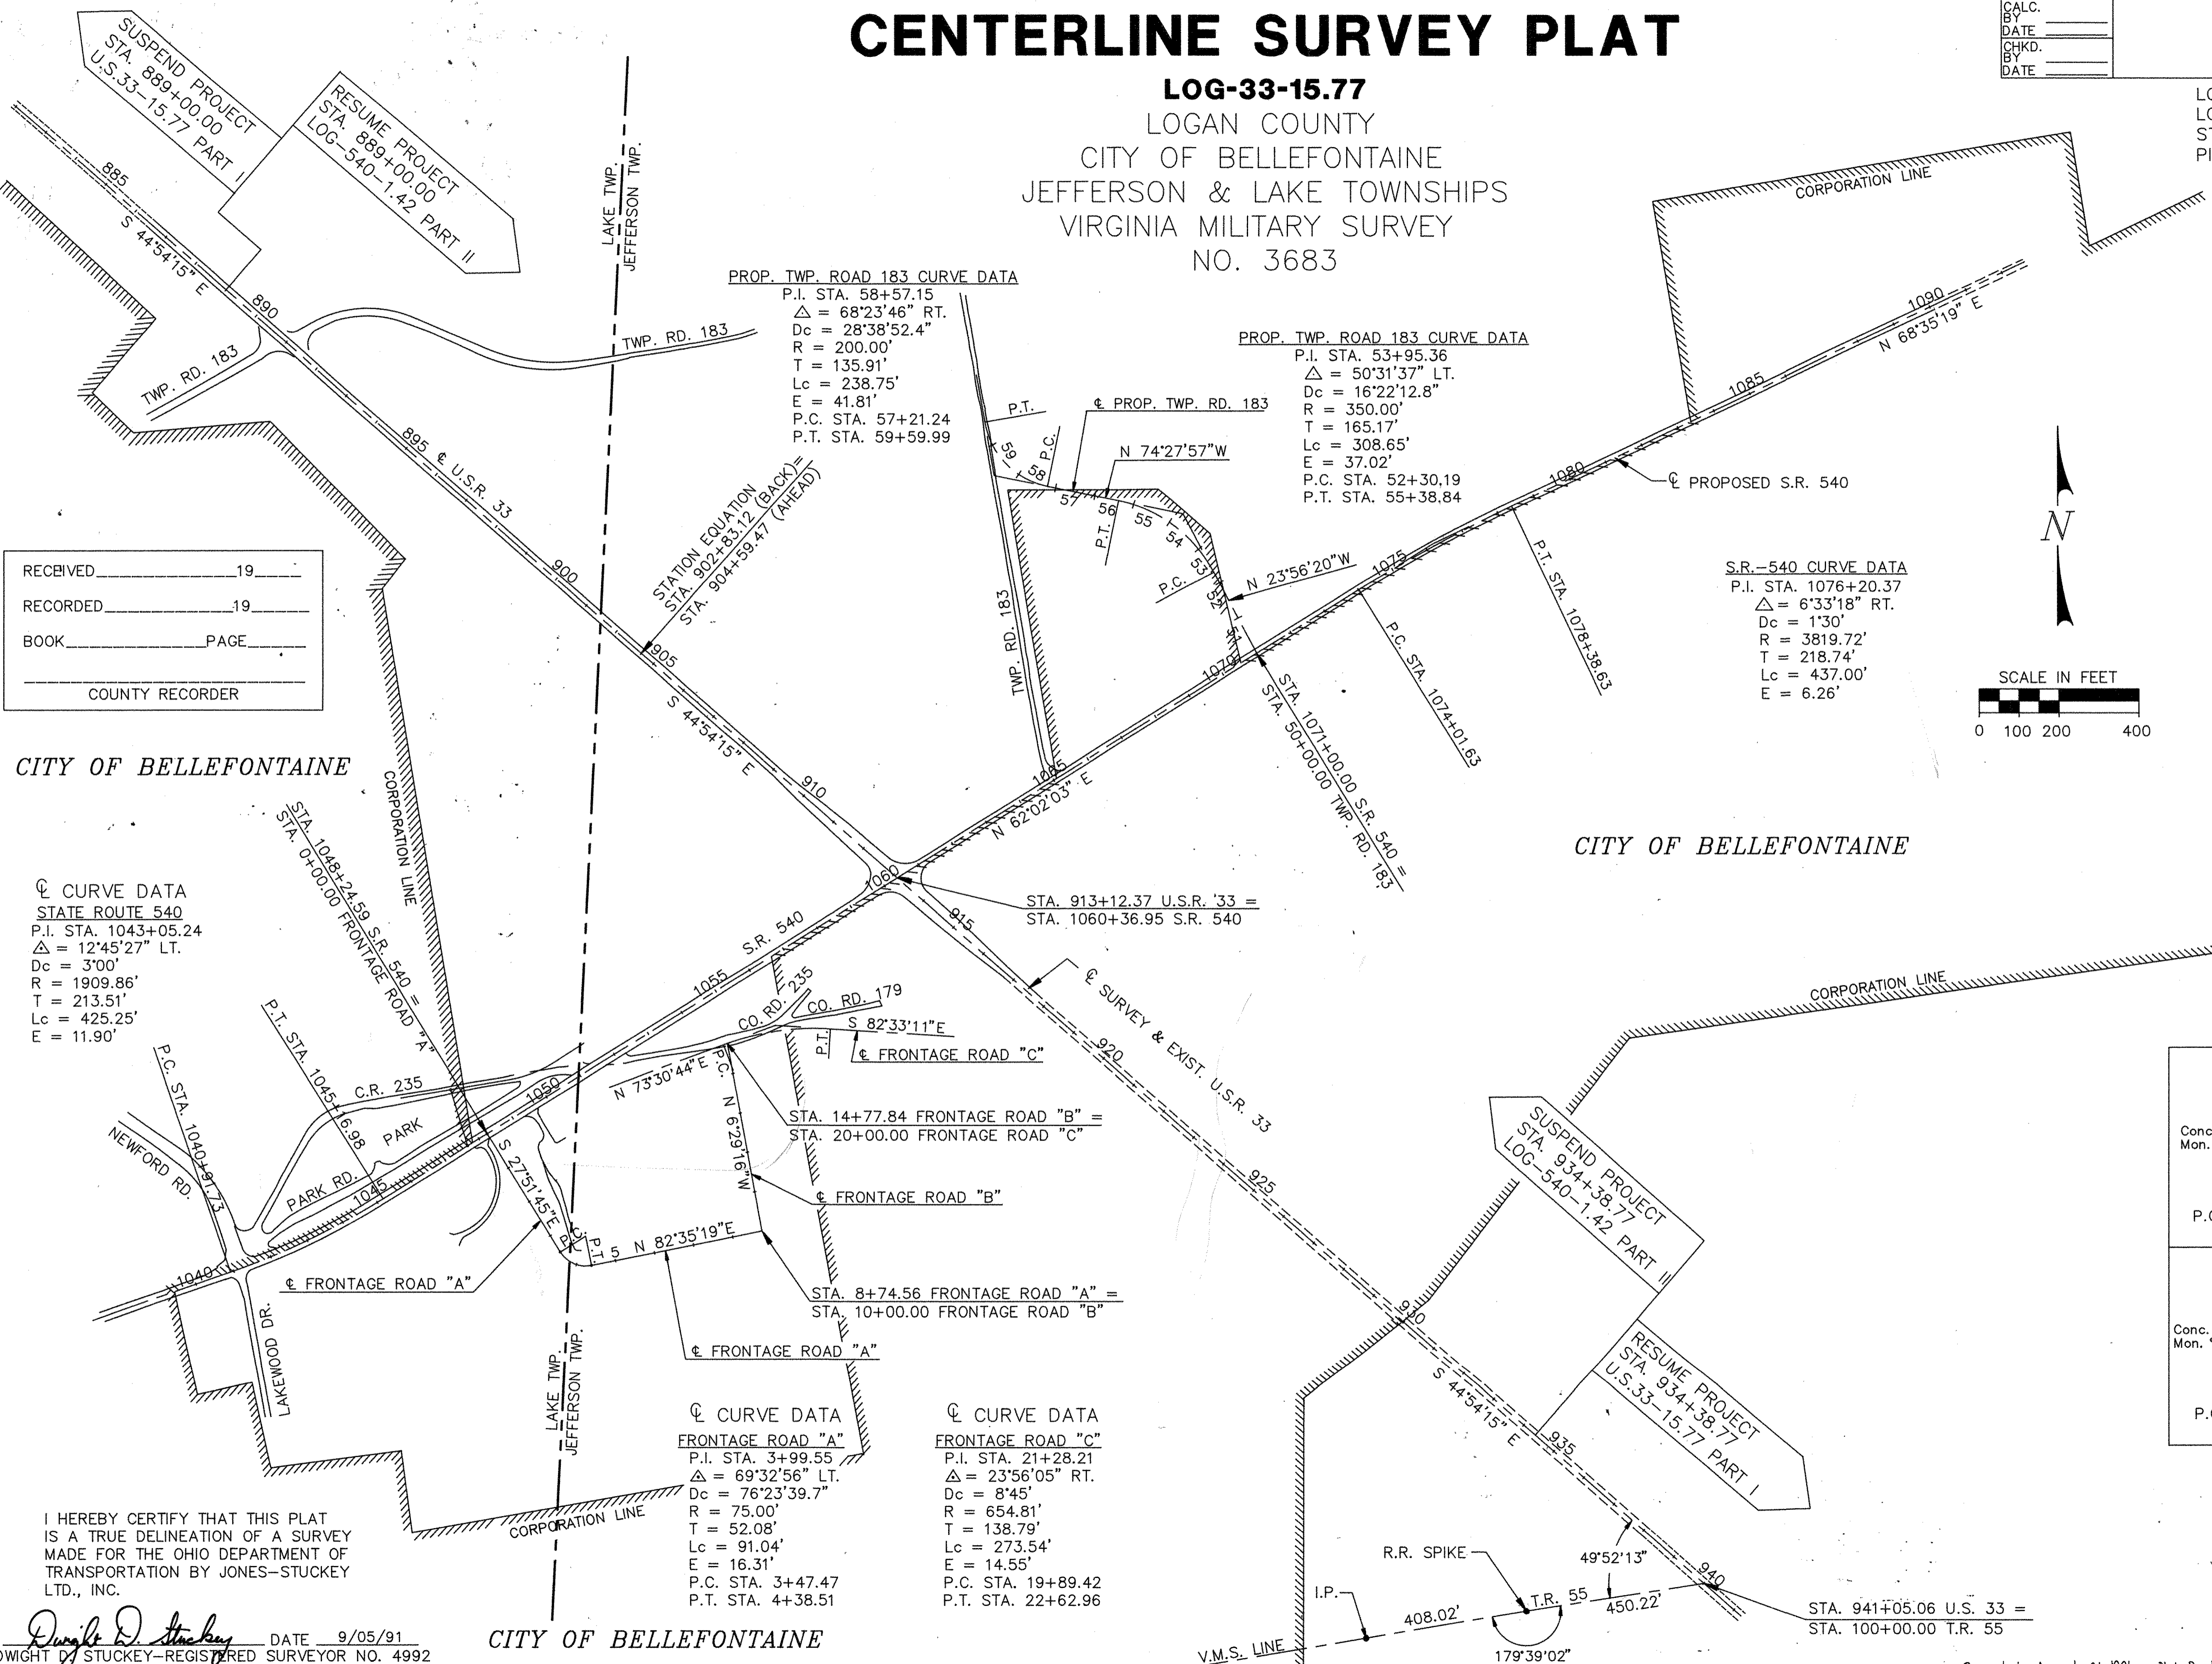 CENTERLINE SURVEY PLAT
LOG-33-15.77
LOGAN COUNTY
CITY OF BELLEFONTAINE
JEFFERSON & LAKE TOWNSHIPS
VIRGINIA MILITARY SURVEY
NO. 3683
CALC.
BY
DATE
CHKD.
BY
DATE
SUSPEND PROJECT
STA. 889+00.00
U.S.33-15.77 PART I
RESUME PROJECT
STA. 889+00.00
LOG-540-1.42 PART II
LAKE TWP.
JEFFERSON TWP.
885
S 44°54'15" E
890
TWP. RD. 183
TWP. RD. 183
895
℄ U.S.R. 33
900
STATION EQUATION
STA. 902+83.12 (BACK)=
STA. 904+59.47 (AHEAD)
905
S 44°54'15" E
910
PROP. TWP. ROAD 183 CURVE DATA
P.I. STA. 58+57.15
△ = 68°23'46" RT.
Dc = 28°38'52.4"
R = 200.00'
T = 135.91'
Lc = 238.75'
E = 41.81'
P.C. STA. 57+21.24
P.T. STA. 59+59.99
PROP. TWP. ROAD 183 CURVE DATA
P.I. STA. 53+95.36
△ = 50°31'37" LT.
Dc = 16°22'12.8"
R = 350.00'
T = 165.17'
Lc = 308.65'
E = 37.02'
P.C. STA. 52+30.19
P.T. STA. 55+38.84
P.T.
P.C.
℄ PROP. TWP. RD. 183
N 74°27'57"W
59
58
57
56
55
54
53
52
51
P.T.
P.C.
N 23°56'20"W
TWP. RD. 183
CORPORATION LINE
1090
N 68°35'19" E
1085
1080
℄ PROPOSED S.R. 540
1075
1070
1065
N 62°02'03" E
P.T. STA. 1078+38.63
P.C. STA. 1074+01.63
STA. 1071+00.00 S.R. 540 =
STA. 50+00.00 TWP. RD. 183
N
S.R.-540 CURVE DATA
P.I. STA. 1076+20.37
△ = 6°33'18" RT.
Dc = 1°30'
R = 3819.72'
T = 218.74'
Lc = 437.00'
E = 6.26'
SCALE IN FEET
0 100 200 400
RECEIVED 19
RECORDED 19
BOOK PAGE
COUNTY RECORDER
CITY OF BELLEFONTAINE
CORPORATION LINE
CITY OF BELLEFONTAINE
℄ CURVE DATA
STATE ROUTE 540
P.I. STA. 1043+05.24
△ = 12°45'27" LT.
Dc = 3°00'
R = 1909.86'
T = 213.51'
Lc = 425.25'
E = 11.90'
STA. 1048+24.59 S.R. 540 =
STA. 0+00.00 FRONTAGE ROAD "A"
P.T. STA. 1045+16.98
P.C. STA. 1040+91.73
NEWFORD RD.
C.R. 235
PARK
PARK RD.
1040
1045
1050
1055
S.R. 540
1060
STA. 913+12.37 U.S.R. '33 =
STA. 1060+36.95 S.R. 540
915
℄ SURVEY & EXIST. U.S.R. 33
920
925
CO. RD. 235
CO. RD. 179
S 82°33'11"E
P.T.
℄ FRONTAGE ROAD "C"
N 73°30'44"E
P.C.
N 6°29'16"W
STA. 14+77.84 FRONTAGE ROAD "B" =
STA. 20+00.00 FRONTAGE ROAD "C"
℄ FRONTAGE ROAD "B"
S 27°51'45"E
P.C.
P.T.
5
N 82°35'19"E
℄ FRONTAGE ROAD "A"
STA. 8+74.56 FRONTAGE ROAD "A" =
STA. 10+00.00 FRONTAGE ROAD "B"
℄ FRONTAGE ROAD "A"
LAKEWOOD DR.
LAKE TWP.
JEFFERSON TWP.
CORPORATION LINE
CORPORATION LINE
SUSPEND PROJECT
STA. 934+38.77
LOG-540-1.42 PART II
RESUME PROJECT
STA. 934+38.77
U.S.33-15.77 PART I
930
S 44°54'15" E
935
940
℄ CURVE DATA
FRONTAGE ROAD "A"
P.I. STA. 3+99.55
△ = 69°32'56" LT.
Dc = 76°23'39.7"
R = 75.00'
T = 52.08'
Lc = 91.04'
E = 16.31'
P.C. STA. 3+47.47
P.T. STA. 4+38.51
℄ CURVE DATA
FRONTAGE ROAD "C"
P.I. STA. 21+28.21
△ = 23°56'05" RT.
Dc = 8°45'
R = 654.81'
T = 138.79'
Lc = 273.54'
E = 14.55'
P.C. STA. 19+89.42
P.T. STA. 22+62.96
Conc.
Mon.
Conc.
Mon.
I HEREBY CERTIFY THAT THIS PLAT
IS A TRUE DELINEATION OF A SURVEY
MADE FOR THE OHIO DEPARTMENT OF
TRANSPORTATION BY JONES-STUCKEY
LTD., INC.
Dwight D. Stuckey DATE 9/05/91
DWIGHT D. STUCKEY-REGISTERED SURVEYOR NO. 4992
CITY OF BELLEFONTAINE
R.R. SPIKE
I.P.
49°52'13"
T.R. 55
408.02'
450.22'
V.M.S. LINE
179°39'02"
STA. 941+05.06 U.S. 33 =
STA. 100+00.00 T.R. 55